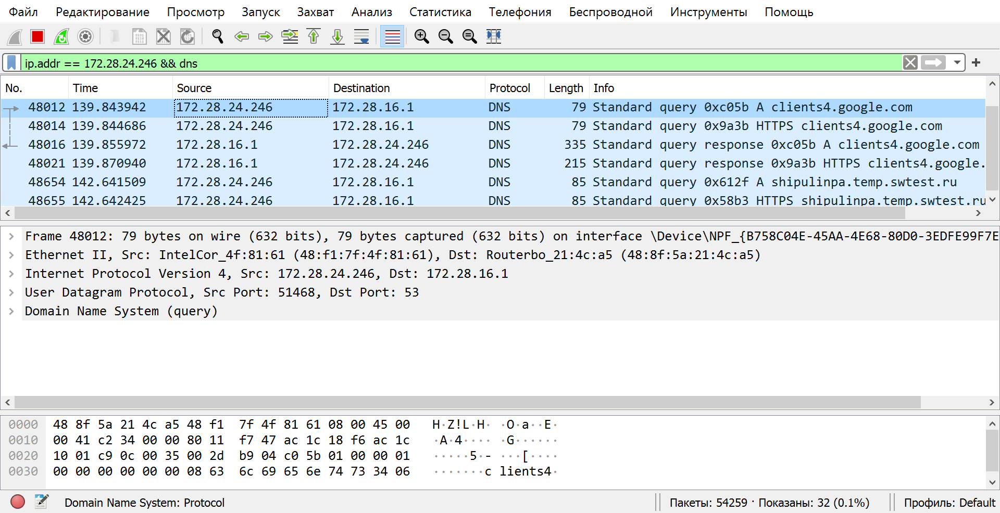 Файл Редактирование Просмотр Запуск Захват Анализ Статистика Телефония Беспроводной Инструменты Помощь
ip.addr == 172.28.24.246 && dns
No. Time Source Destination Protocol Length Info
48012 139.843942 172.28.24.246 172.28.16.1 DNS 79 Standard query 0xc05b A clients4.google.com
48014 139.844686 172.28.24.246 172.28.16.1 DNS 79 Standard query 0x9a3b HTTPS clients4.google.com
48016 139.855972 172.28.16.1 172.28.24.246 DNS 335 Standard query response 0xc05b A clients4.google.com
48021 139.870940 172.28.16.1 172.28.24.246 DNS 215 Standard query response 0x9a3b HTTPS clients4.google.
48654 142.641509 172.28.24.246 172.28.16.1 DNS 85 Standard query 0x612f A shipulinpa.temp.swtest.ru
48655 142.642425 172.28.24.246 172.28.16.1 DNS 85 Standard query 0x58b3 HTTPS shipulinpa.temp.swtest.ru
Frame 48012: 79 bytes on wire (632 bits), 79 bytes captured (632 bits) on interface \Device\NPF_{B758C04E-45AA-4E68-80D0-3EDFE99F7E
Ethernet II, Src: IntelCor_4f:81:61 (48:f1:7f:4f:81:61), Dst: Routerbo_21:4c:a5 (48:8f:5a:21:4c:a5)
Internet Protocol Version 4, Src: 172.28.24.246, Dst: 172.28.16.1
User Datagram Protocol, Src Port: 51468, Dst Port: 53
Domain Name System (query)
0000 48 8f 5a 21 4c a5 48 f1 7f 4f 81 61 08 00 45 00 H·Z!L·H· ·O·a··E·
0010 00 41 c2 34 00 00 80 11 f7 47 ac 1c 18 f6 ac 1c ·A·4···· ·G······
0020 10 01 c9 0c 00 35 00 2d b9 04 c0 5b 01 00 00 01 ·····5·- ···[····
0030 00 00 00 00 00 00 08 63 6c 69 65 6e 74 73 34 06 ·······c lients4·
Domain Name System: Protocol Пакеты: 54259 · Показаны: 32 (0.1%) Профиль: Default